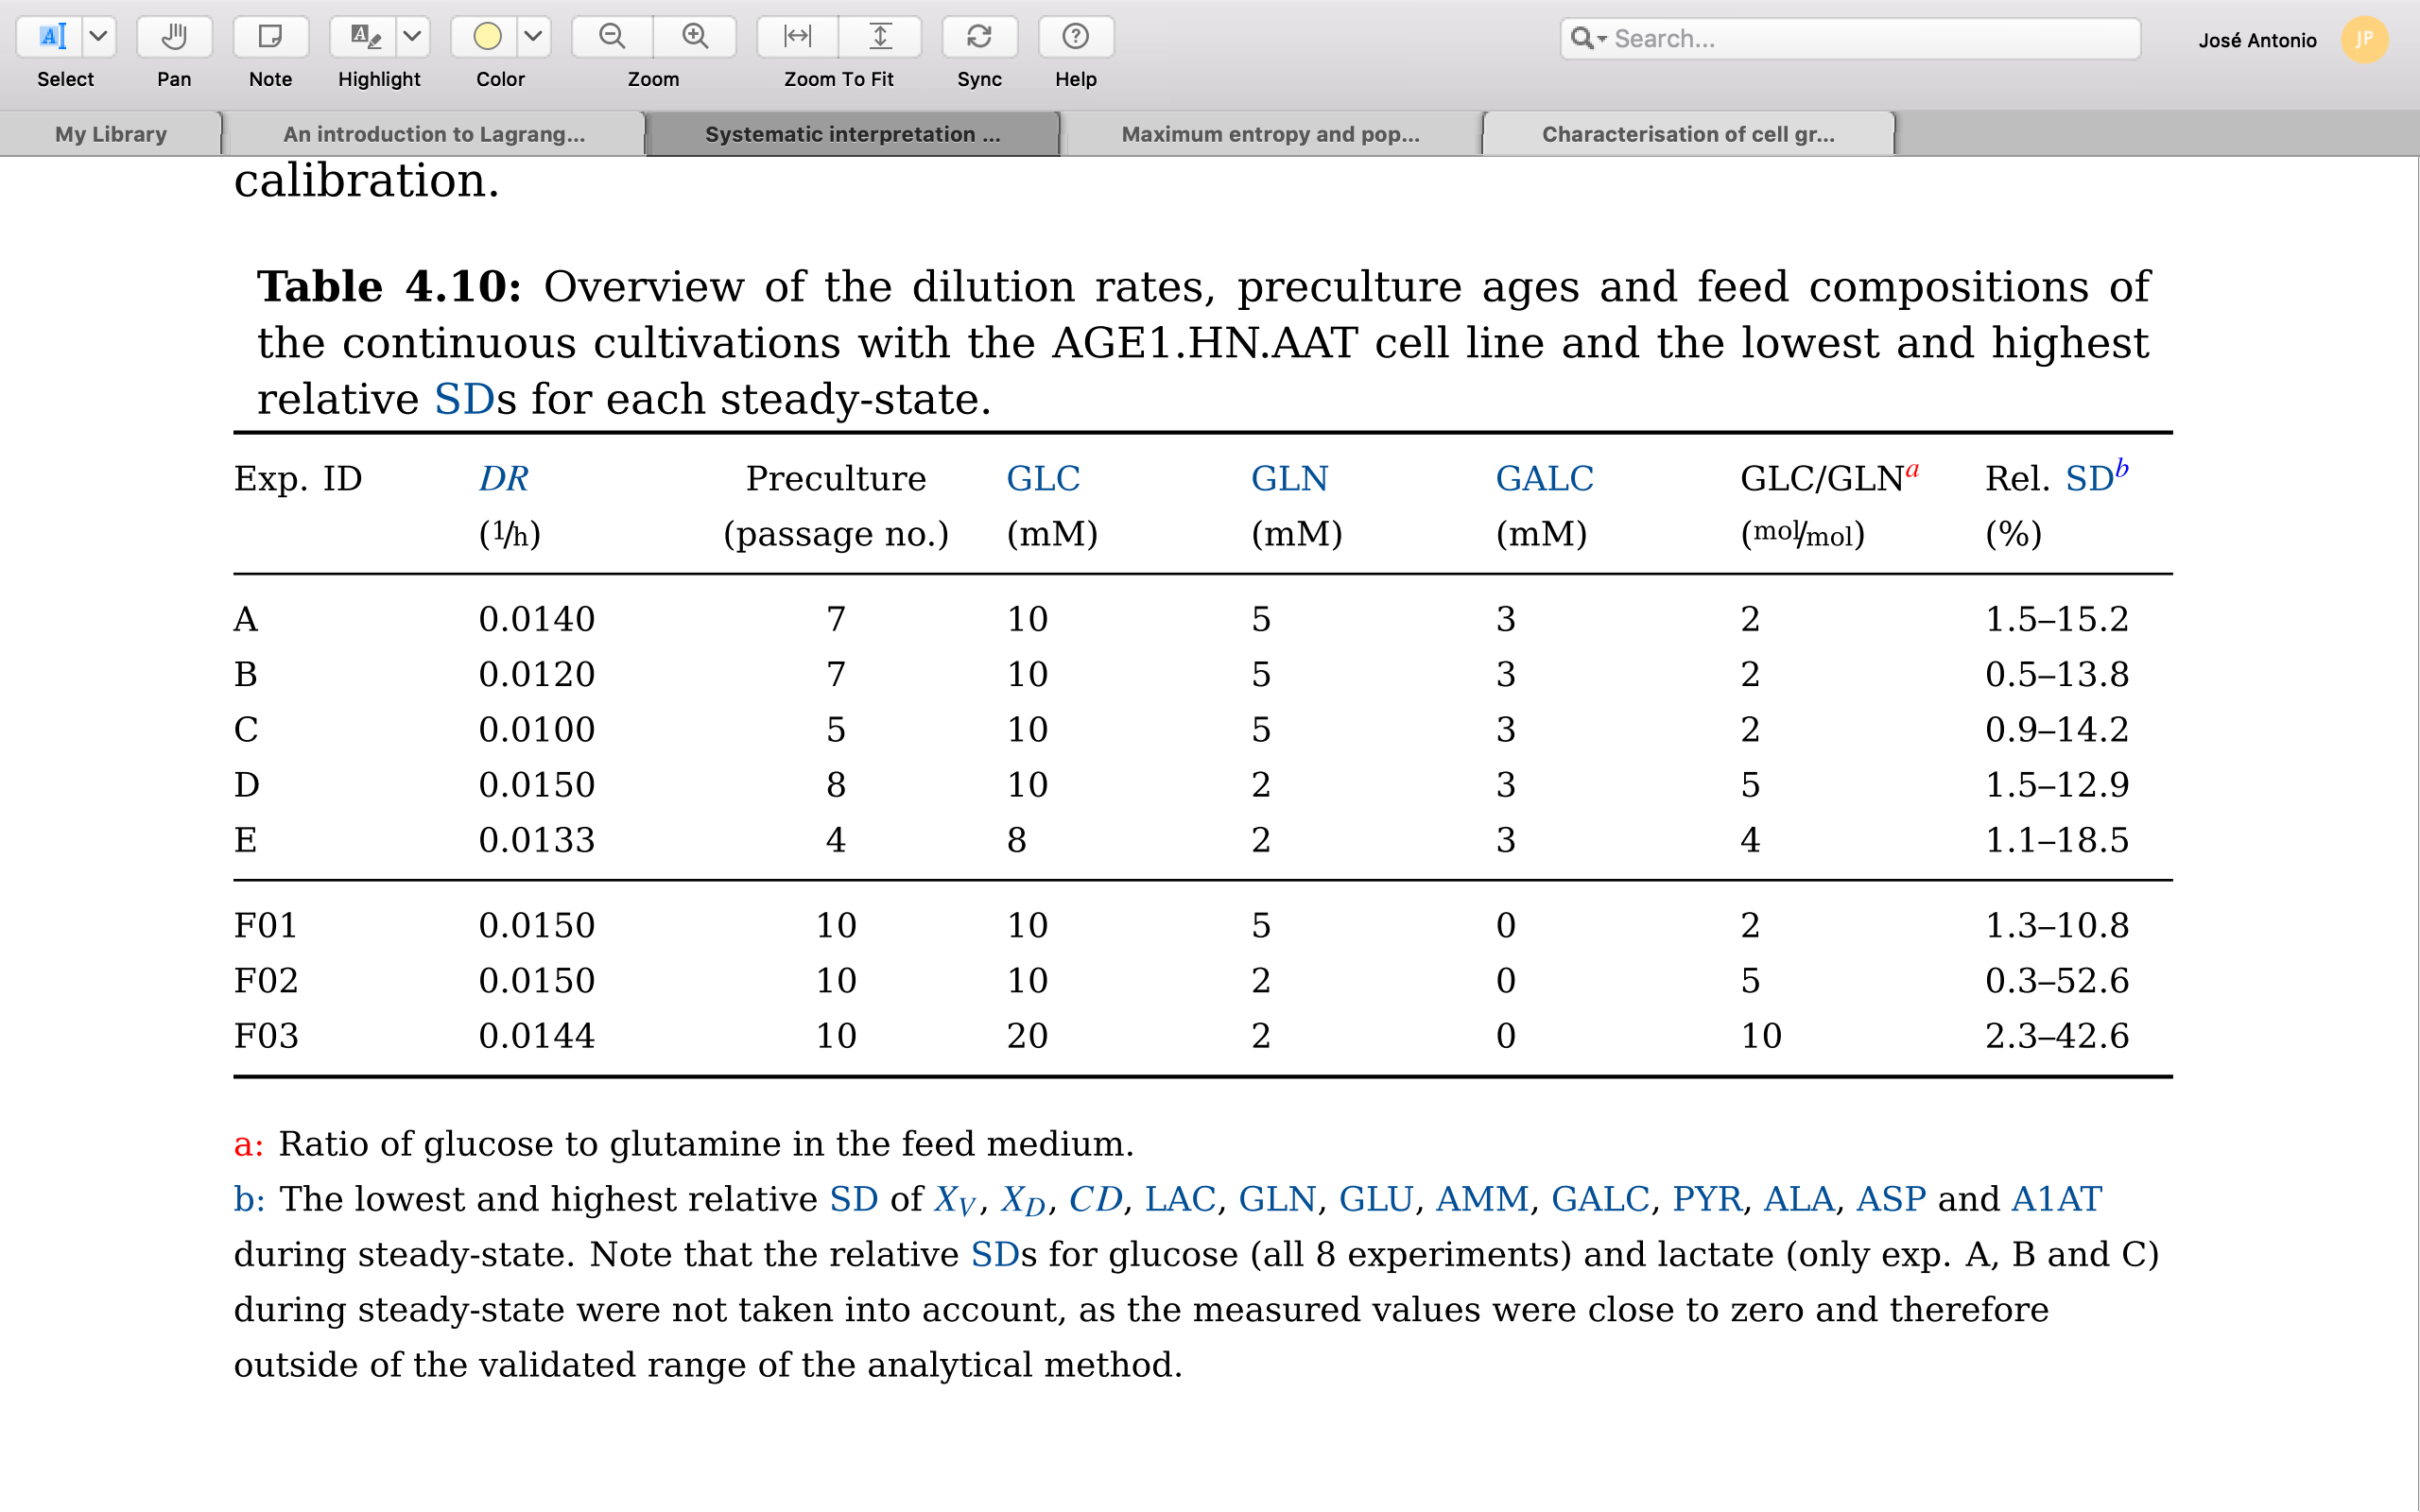 Select Pan Note Highlight Color Zoom Zoom To Fit Sync Help Search... José Antonio JP
My Library An introduction to Lagrang... Systematic interpretation ... Maximum entropy and pop... Characterisation of cell gr...
calibration.
Table 4.10: Overview of the dilution rates, preculture ages and feed compositions of
the continuous cultivations with the AGE1.HN.AAT cell line and the lowest and highest
relative SDs for each steady-state.
Exp. ID DR Preculture GLC GLN GALC GLC/GLNᵃ Rel. SDᵇ
(1/h) (passage no.) (mM) (mM) (mM) (mol/mol) (%)
A 0.0140 7 10 5 3 2 1.5–15.2
B 0.0120 7 10 5 3 2 0.5–13.8
C 0.0100 5 10 5 3 2 0.9–14.2
D 0.0150 8 10 2 3 5 1.5–12.9
E 0.0133 4 8 2 3 4 1.1–18.5
F01 0.0150 10 10 5 0 2 1.3–10.8
F02 0.0150 10 10 2 0 5 0.3–52.6
F03 0.0144 10 20 2 0 10 2.3–42.6
a: Ratio of glucose to glutamine in the feed medium.
b: The lowest and highest relative SD of X_V, X_D, CD, LAC, GLN, GLU, AMM, GALC, PYR, ALA, ASP and A1AT
during steady-state. Note that the relative SDs for glucose (all 8 experiments) and lactate (only exp. A, B and C)
during steady-state were not taken into account, as the measured values were close to zero and therefore
outside of the validated range of the analytical method.